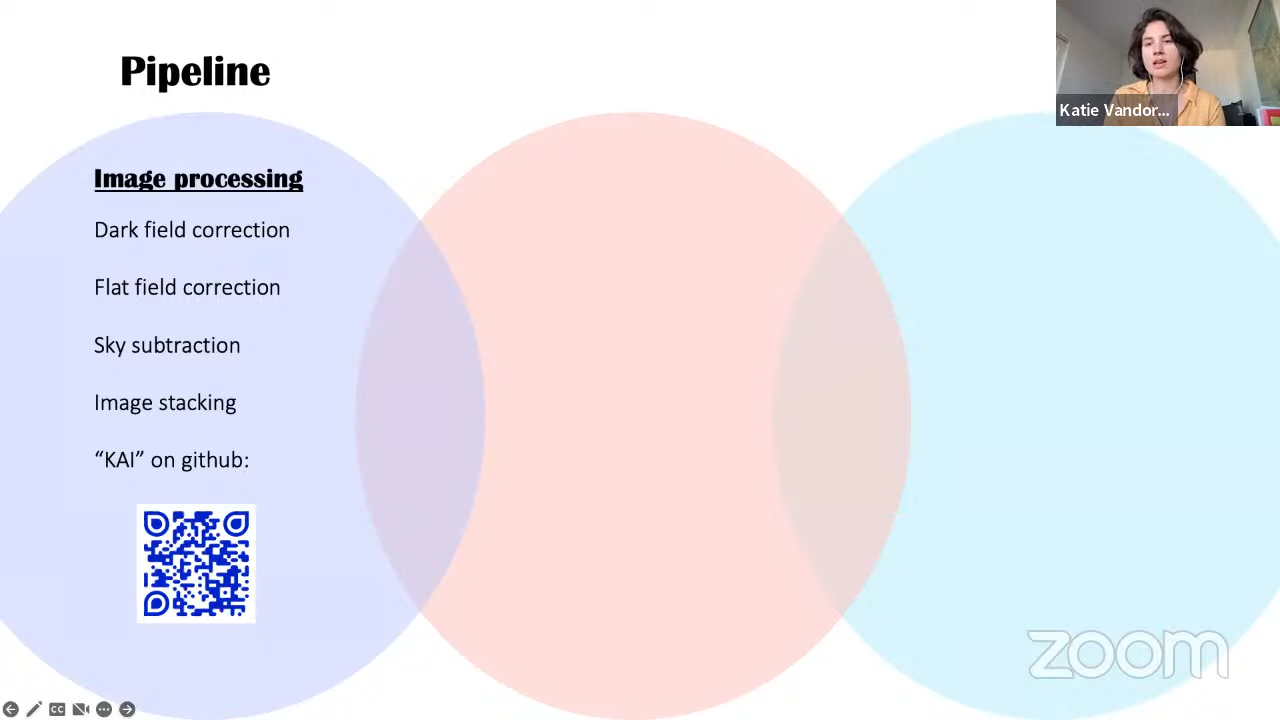 Pipeline
Katie Vandor...
Image processing
Dark field correction
Flat field correction
Sky subtraction
Image stacking
“KAI” on github:
zoom
CC